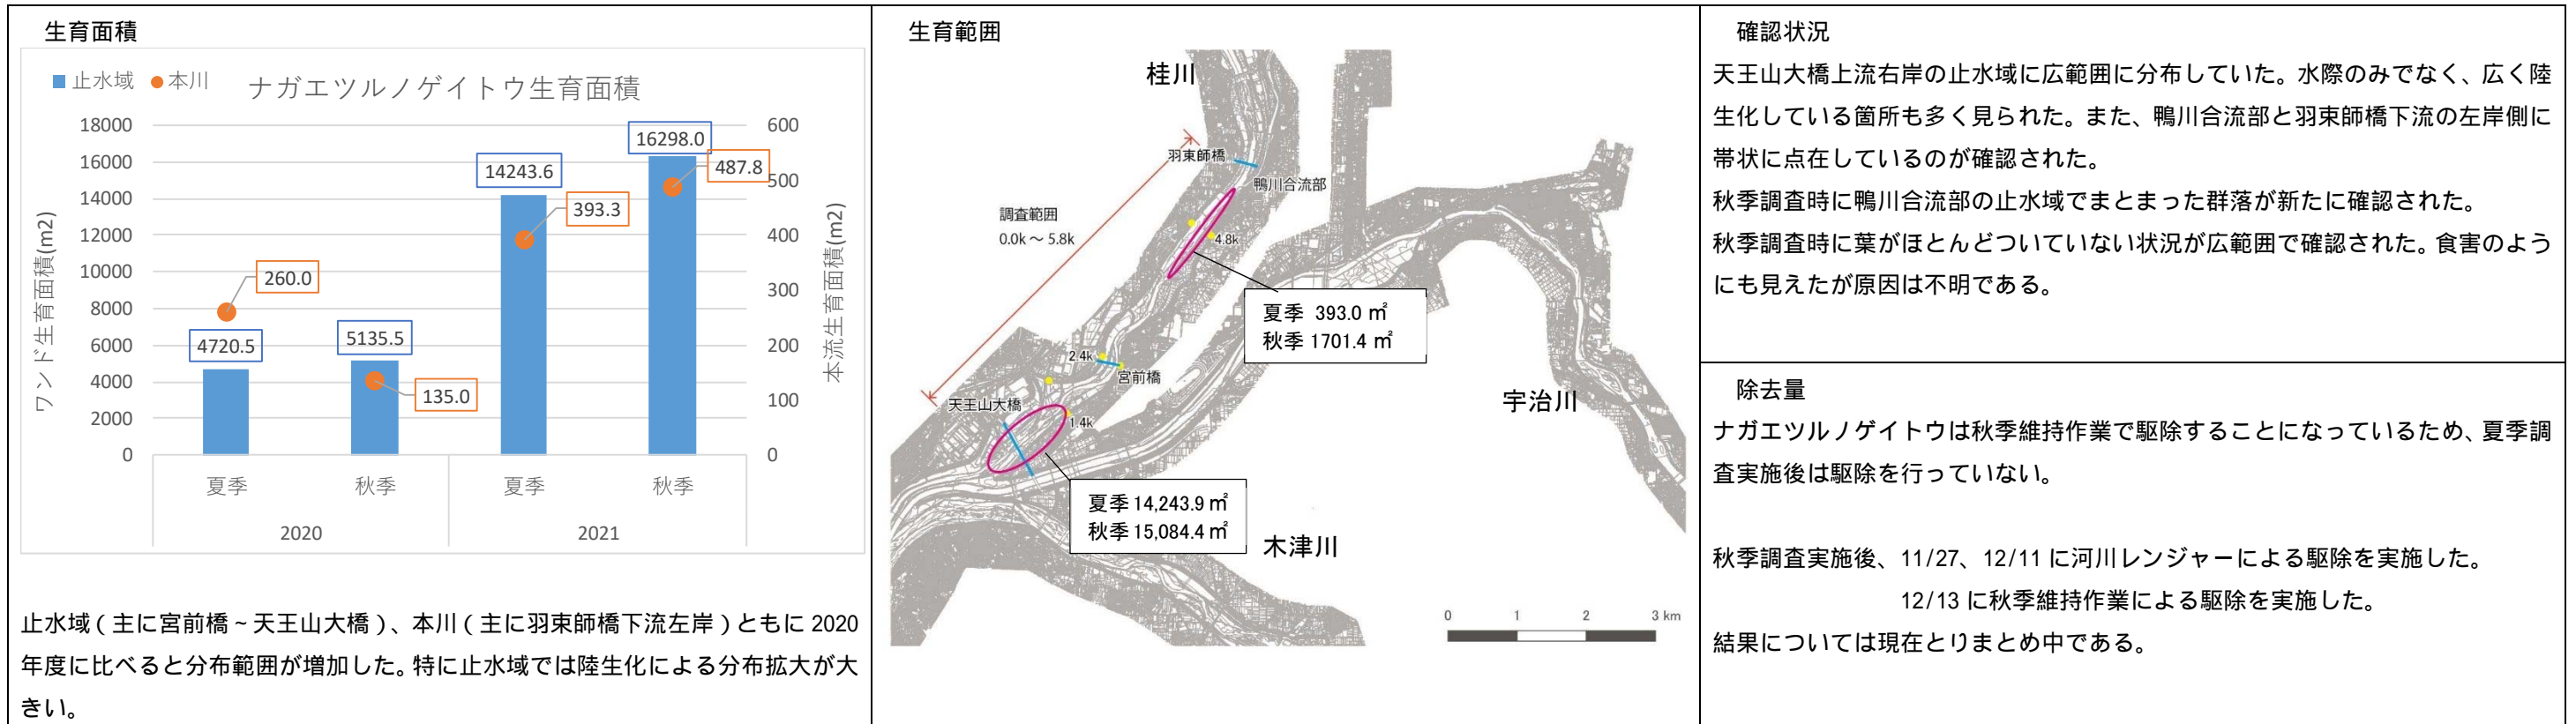 生育面積
止水域 本川 ナガエツルノゲイトウ生育面積
ワンド生育面積(m2)
18000
16000
14000
12000
10000
8000
6000
4000
2000
0
4720.5
260.0
5135.5
135.0
14243.6
393.3
16298.0
487.8
600
500
400
300
200
100
0
本流生育面積(m2)
夏季 秋季 夏季 秋季
2020 2021
止水域（主に宮前橋~天王山大橋）、本川（主に羽束師橋下流左岸）ともに 2020
年度に比べると分布範囲が増加した。特に止水域では陸生化による分布拡大が大
きい。
生育範囲
桂川
羽束師橋
鴨川合流部
調査範囲
0.0k～5.8k
4.8k
夏季 393.0 ㎡
秋季 1701.4 ㎡
2.4k
宮前橋
天王山大橋
1.4k
宇治川
夏季 14,243.9 ㎡
秋季 15,084.4 ㎡
木津川
0 1 2 3 km
確認状況
天王山大橋上流右岸の止水域に広範囲に分布していた。水際のみでなく、広く陸
生化している箇所も多く見られた。また、鴨川合流部と羽束師橋下流の左岸側に
帯状に点在しているのが確認された。
秋季調査時に鴨川合流部の止水域でまとまった群落が新たに確認された。
秋季調査時に葉がほとんどついていない状況が広範囲で確認された。食害のよう
にも見えたが原因は不明である。
除去量
ナガエツルノゲイトウは秋季維持作業で駆除することになっているため、夏季調
査実施後は駆除を行っていない。
秋季調査実施後、11/27、12/11 に河川レンジャーによる駆除を実施した。
12/13 に秋季維持作業による駆除を実施した。
結果については現在とりまとめ中である。